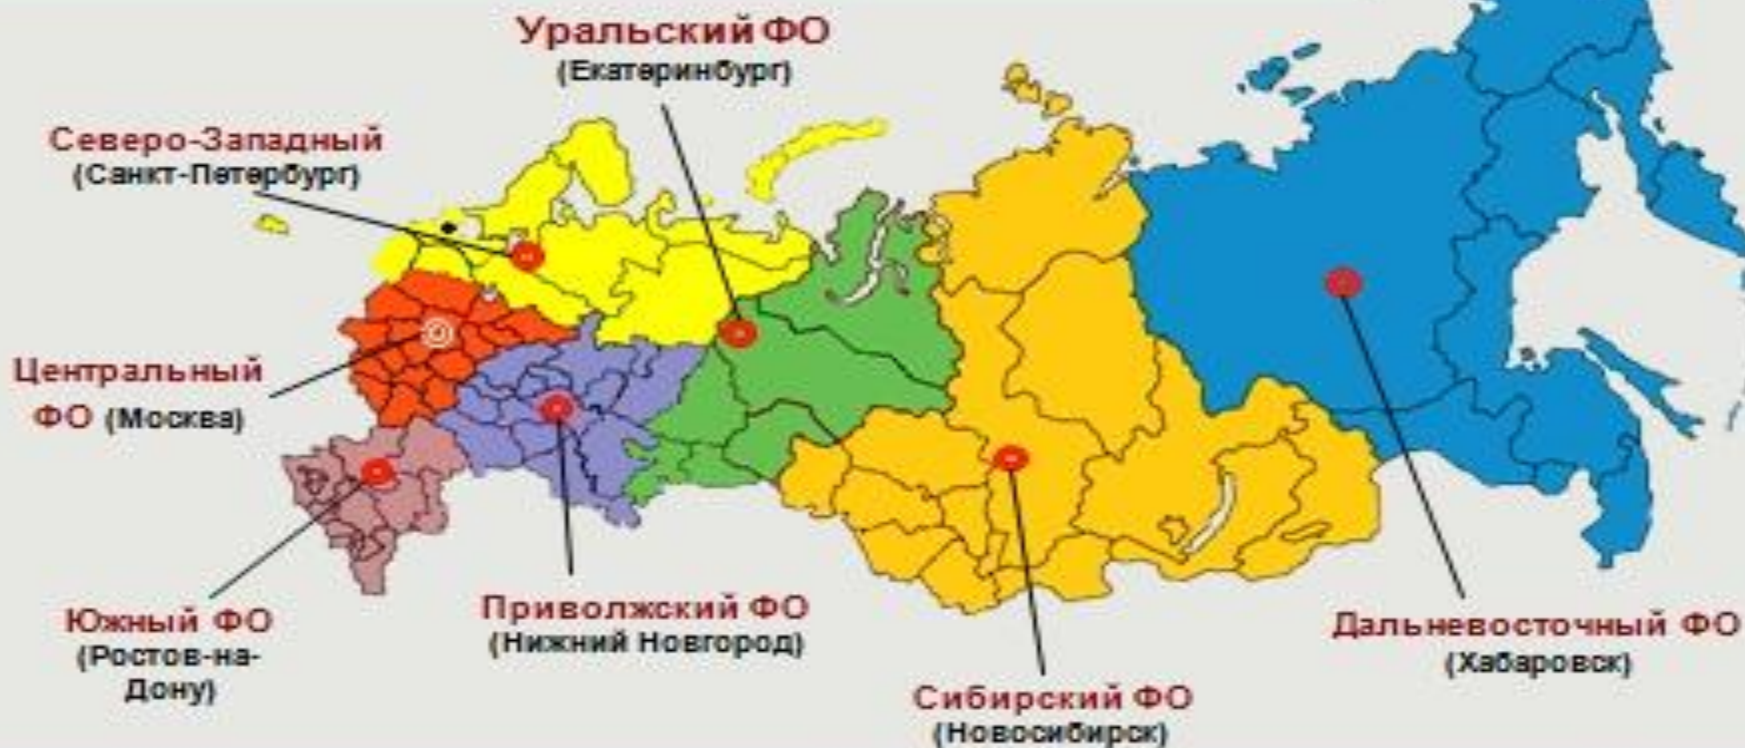 Уральский ФО
(Екатеринбург)
Северо-Западный
(Санкт-Петербург)
Центральный
ФО (Москва)
Южный ФО
(Ростов-на-
Дону)
Приволжский ФО
(Нижний Новгород)
Сибирский ФО
(Новосибирск)
Дальневосточный ФО
(Хабаровск)